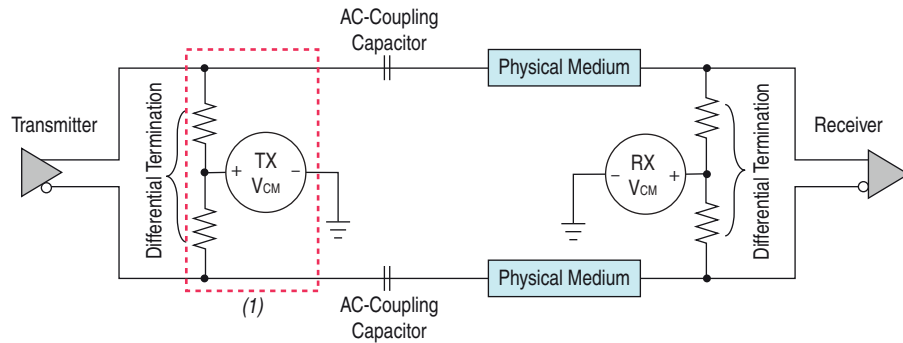 AC-Coupling
Capacitor
Physical Medium
Transmitter
Differential Termination
+ TX –
VCM
– RX +
VCM
Differential Termination
Receiver
Physical Medium
(1)
AC-Coupling
Capacitor